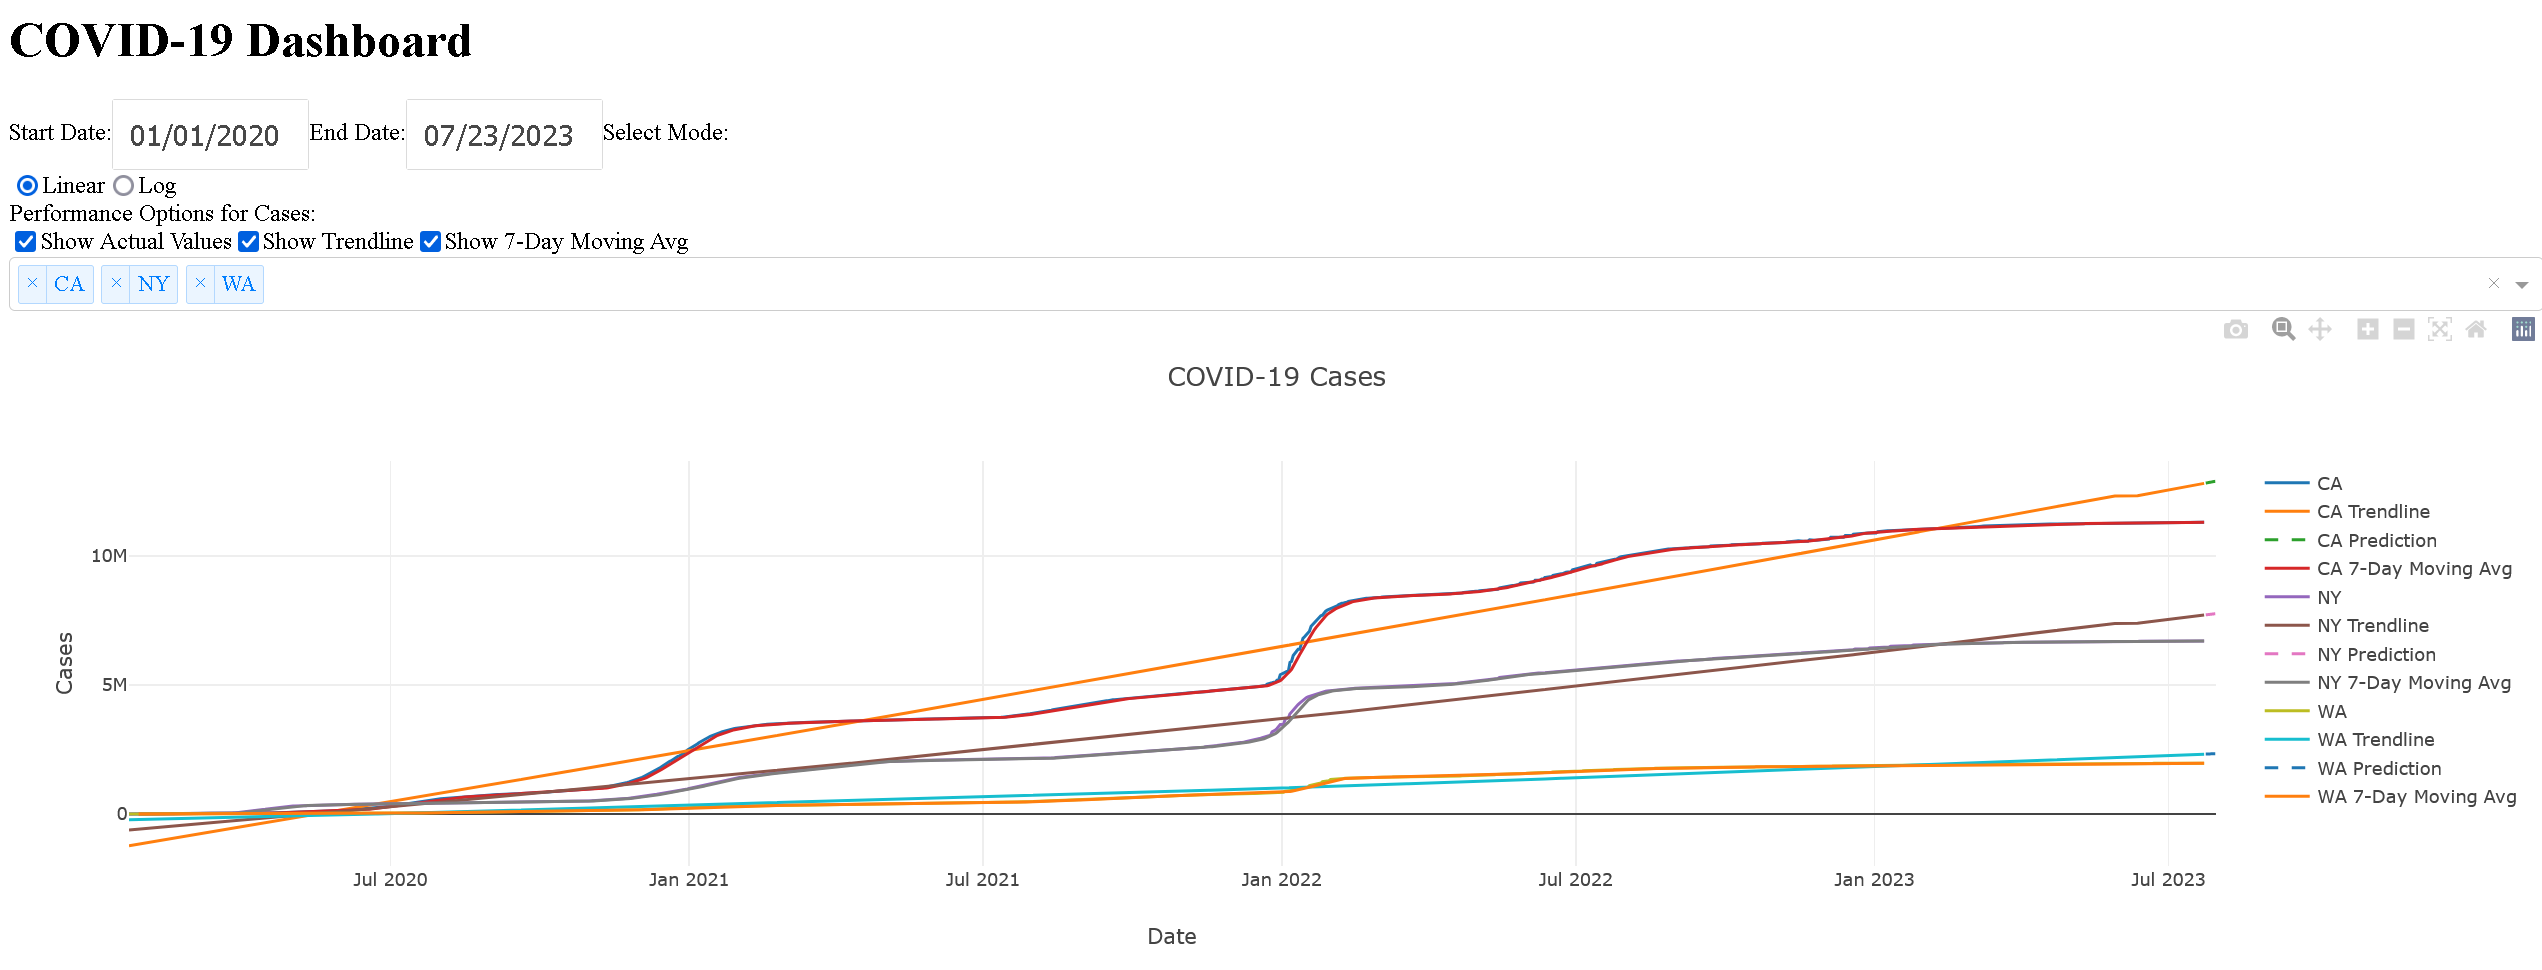 COVID-19 Dashboard
Start Date: 01/01/2020 End Date: 07/23/2023 Select Mode:
Linear Log
Performance Options for Cases:
Show Actual Values Show Trendline Show 7-Day Moving Avg
× CA × NY × WA ×
COVID-19 Cases
Cases
10M
5M
0
Jul 2020 Jan 2021 Jul 2021 Jan 2022 Jul 2022 Jan 2023 Jul 2023
Date
CA
CA Trendline
CA Prediction
CA 7-Day Moving Avg
NY
NY Trendline
NY Prediction
NY 7-Day Moving Avg
WA
WA Trendline
WA Prediction
WA 7-Day Moving Avg